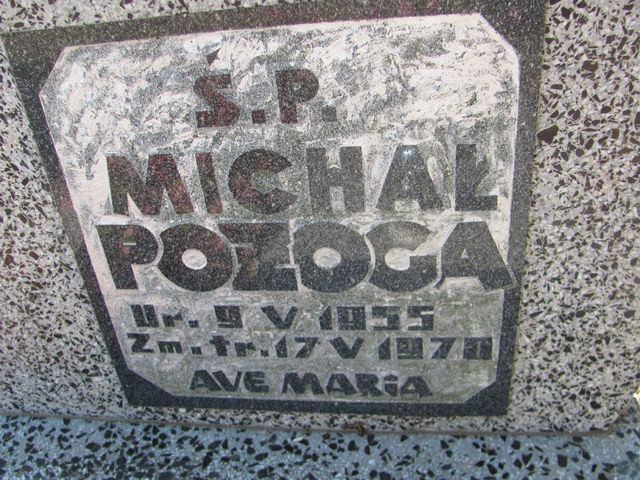 Ś.P.
MICHAŁ
POŻOGA
Ur. 9 V 1955
Zm. tr. 17 V 1970
AVE MARIA